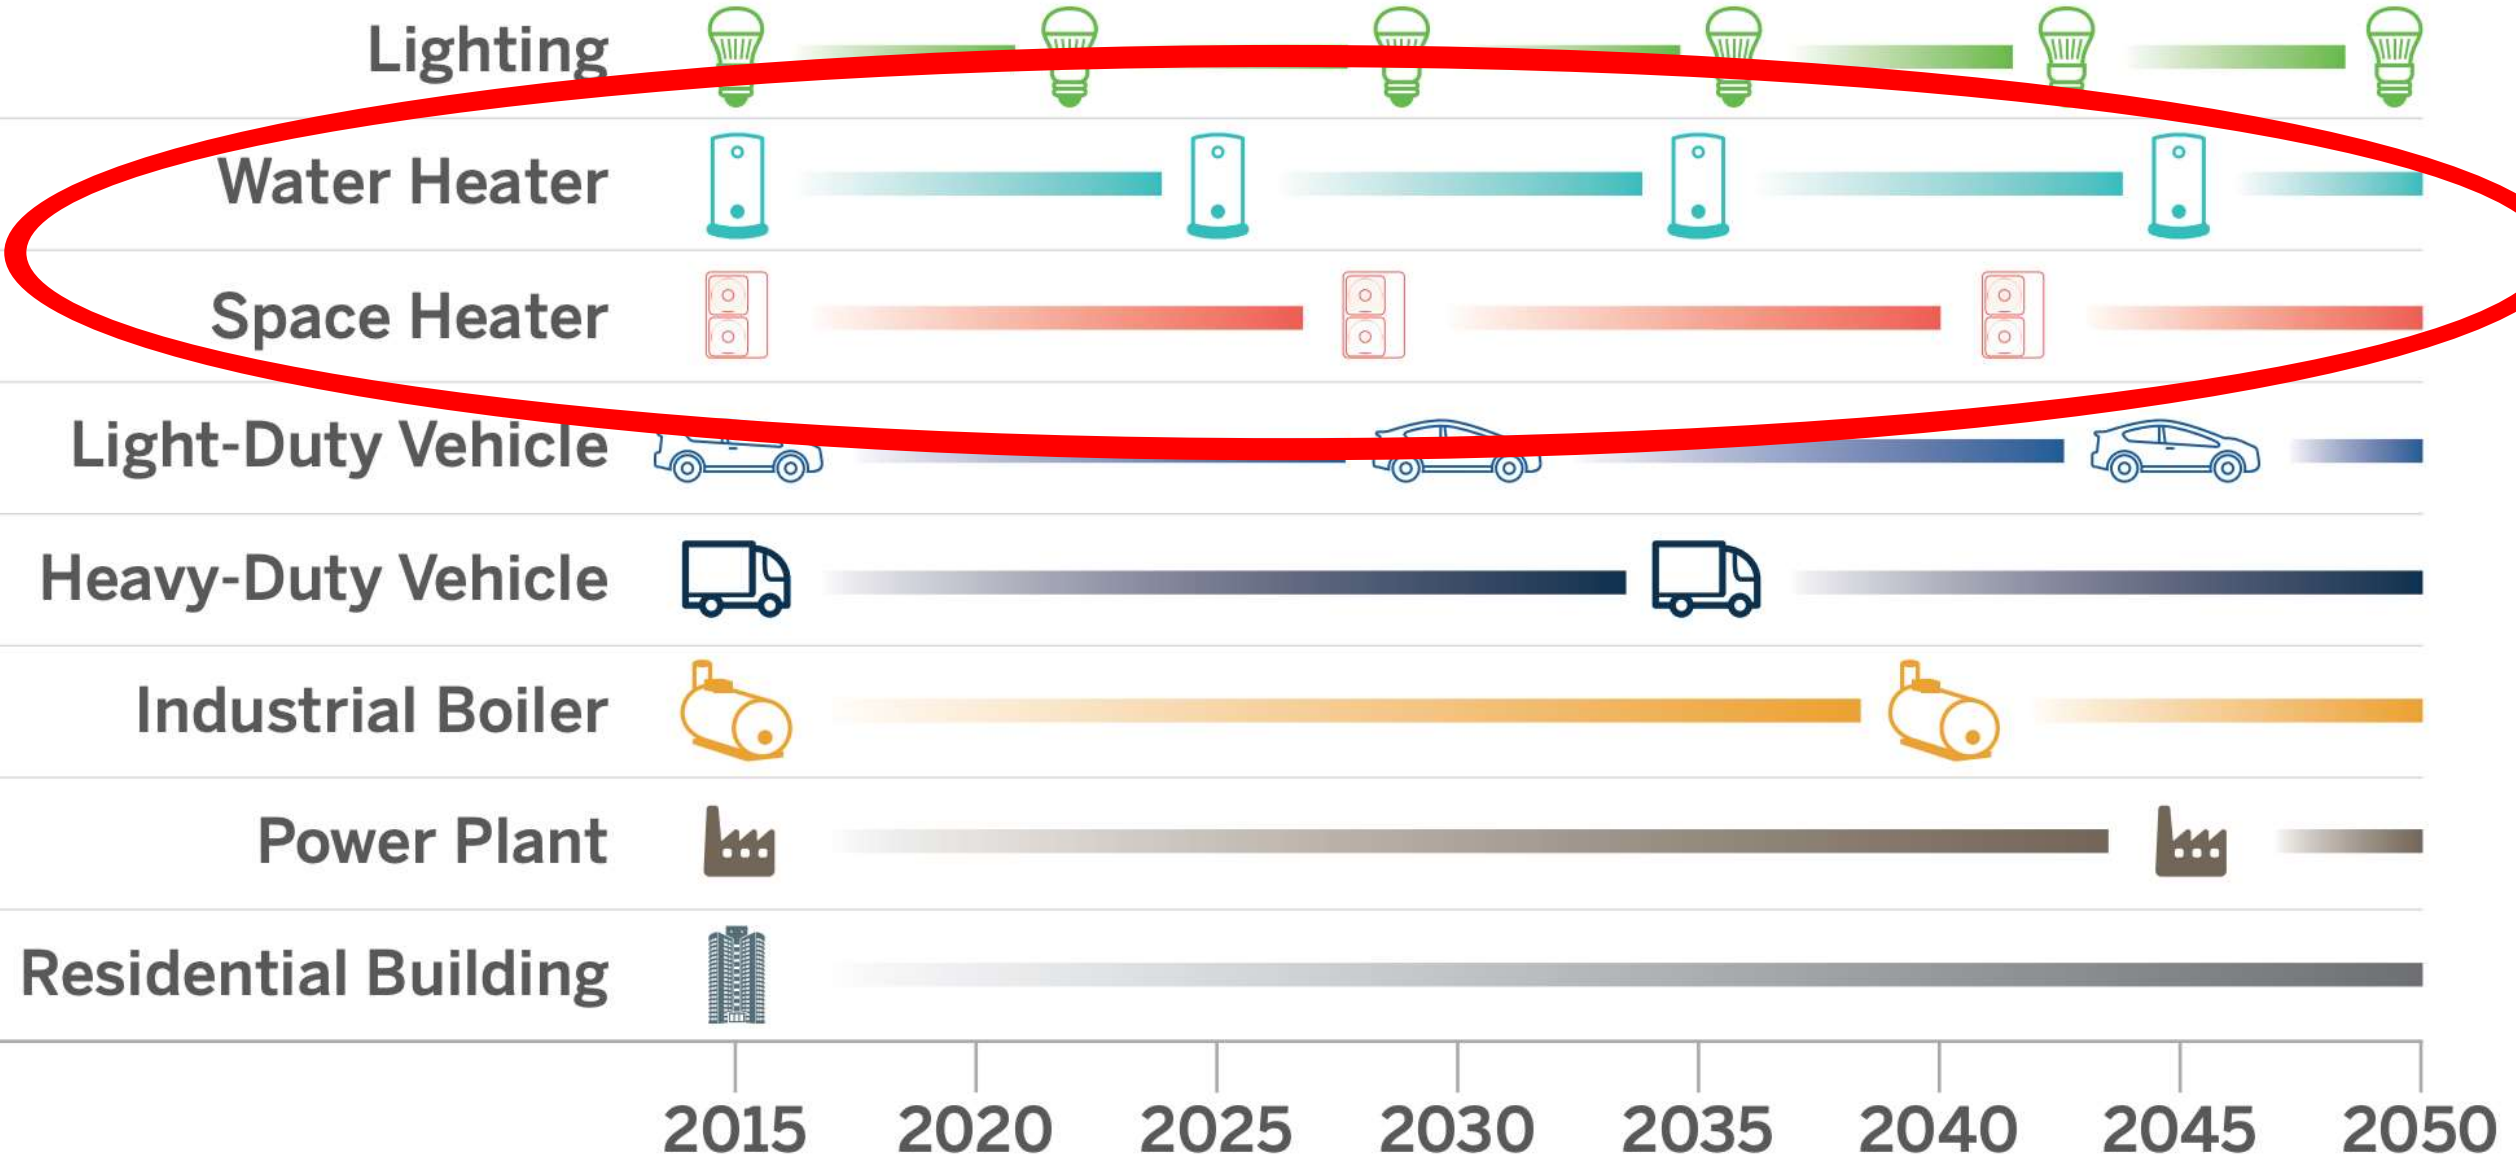 Lighting
Water Heater
Space Heater
Light-Duty Vehicle
Heavy-Duty Vehicle
Industrial Boiler
Power Plant
Residential Building
2015 2020 2025 2030 2035 2040 2045 2050